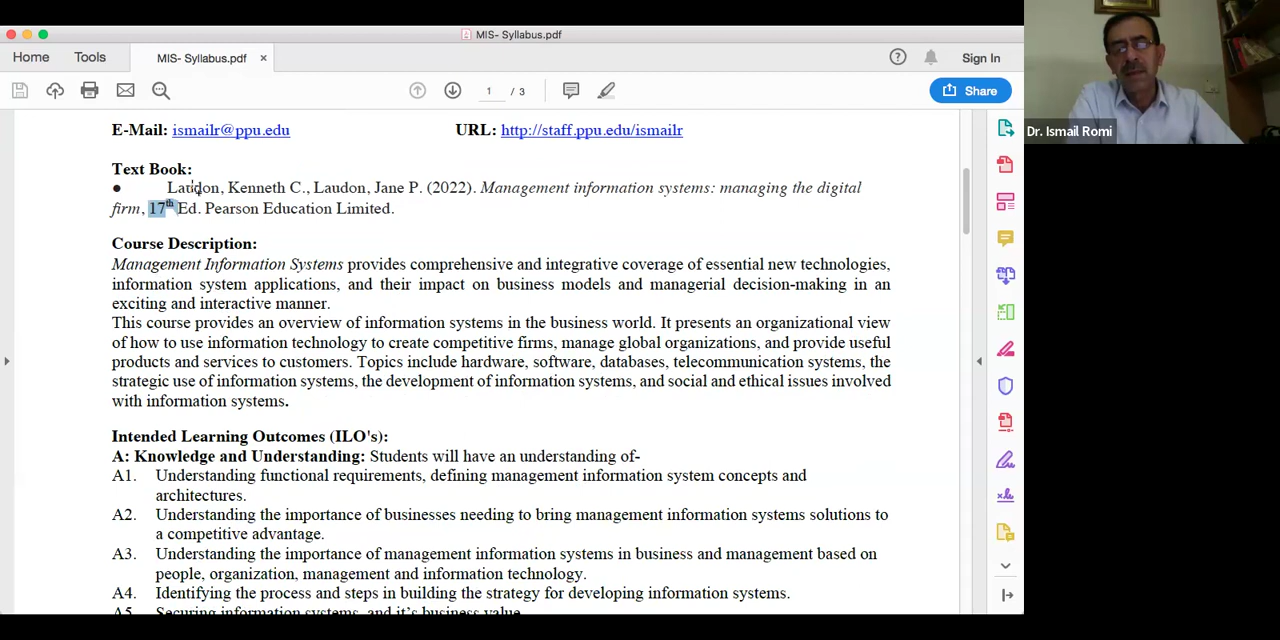 MIS- Syllabus.pdf
Home Tools MIS- Syllabus.pdf × ? Sign In
1 / 3 Share
E-Mail: ismailr@ppu.edu URL: http://staff.ppu.edu/ismailr
Dr. Ismail Romi
Text Book:
● Laudon, Kenneth C., Laudon, Jane P. (2022). Management information systems: managing the digital
firm, 17th Ed. Pearson Education Limited.
Course Description:
Management Information Systems provides comprehensive and integrative coverage of essential new technologies,
information system applications, and their impact on business models and managerial decision-making in an
exciting and interactive manner.
This course provides an overview of information systems in the business world. It presents an organizational view
of how to use information technology to create competitive firms, manage global organizations, and provide useful
products and services to customers. Topics include hardware, software, databases, telecommunication systems, the
strategic use of information systems, the development of information systems, and social and ethical issues involved
with information systems.
Intended Learning Outcomes (ILO's):
A: Knowledge and Understanding: Students will have an understanding of-
A1. Understanding functional requirements, defining management information system concepts and
architectures.
A2. Understanding the importance of businesses needing to bring management information systems solutions to
a competitive advantage.
A3. Understanding the importance of management information systems in business and management based on
people, organization, management and information technology.
A4. Identifying the process and steps in building the strategy for developing information systems.
A5. Securing information systems, and it's business value.